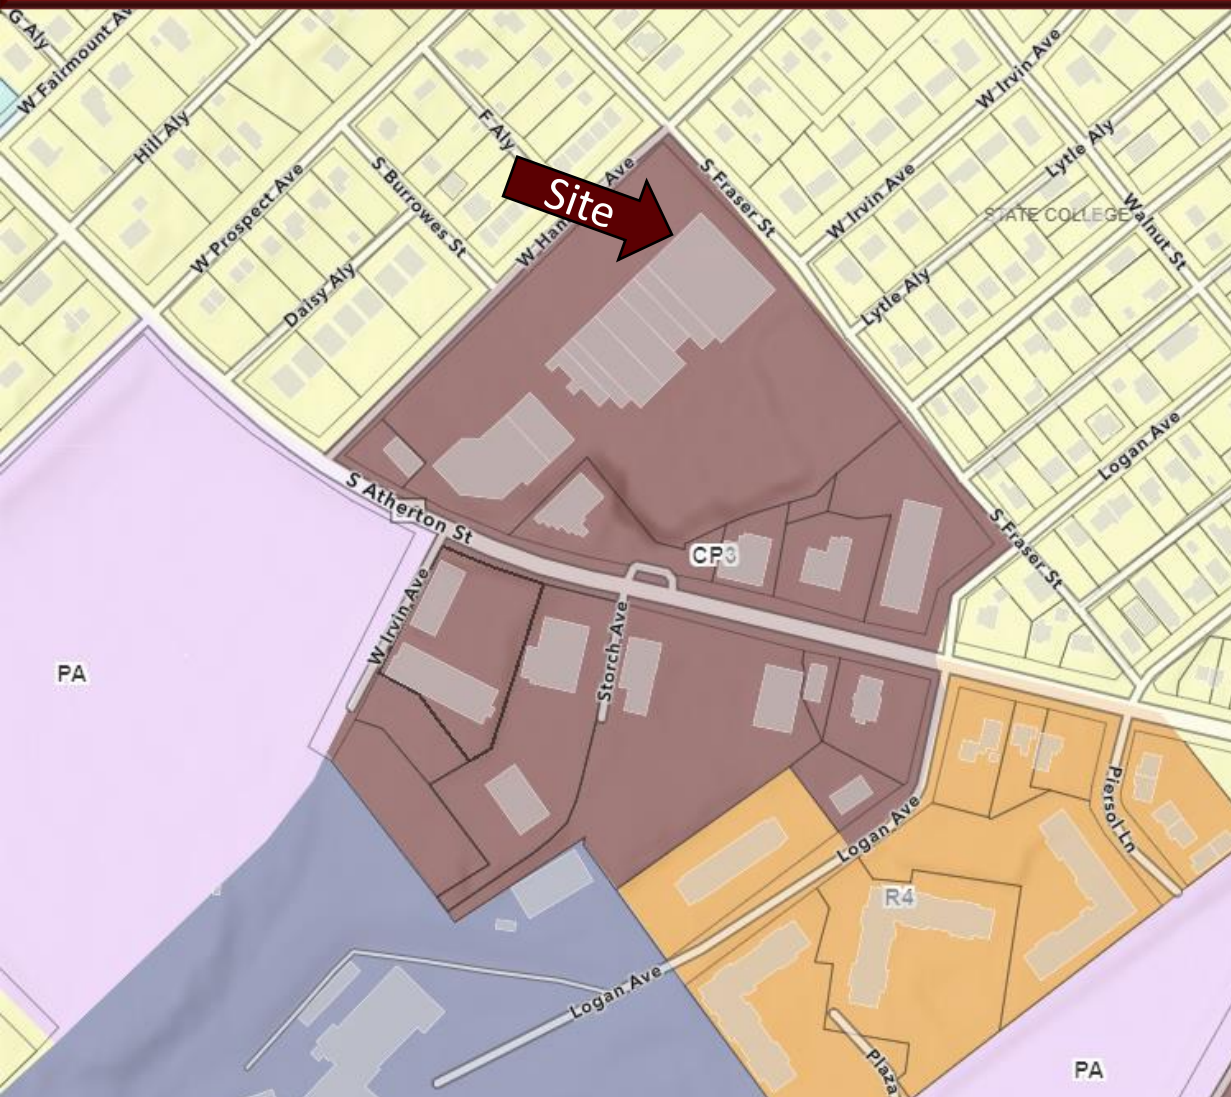 G Aly
W Fairmount Av
Hill Aly
F Aly
W Irvin Ave
Lytle Aly
S Burrowes St
W Prospect Ave
Site
W Ham
Ave
S Fraser St
W Irvin Ave
STATE COLLEGE
Walnut St
Daisy Aly
Lytle Aly
Logan Ave
S Atherton St
S Fraser St
CP3
W Irvin Ave
Storch Ave
PA
Piersol Ln
Logan Ave
R4
Logan Ave
Plaza
PA